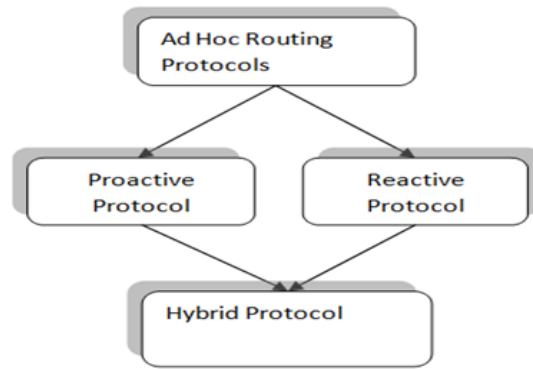 Ad Hoc Routing
Protocols
Proactive
Protocol
Reactive
Protocol
Hybrid Protocol